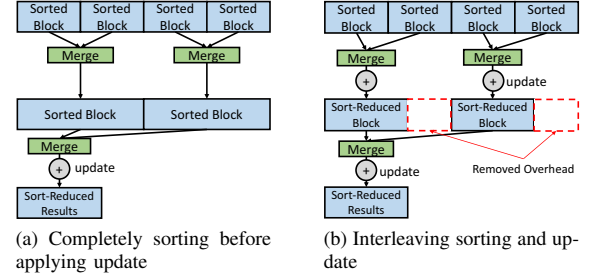 Sorted Block Sorted Block Sorted Block Sorted Block
Merge Merge
Sorted Block Sorted Block
Merge
+ update
Sort-Reduced Results
(a) Completely sorting before
applying update
Sorted Block Sorted Block Sorted Block Sorted Block
Merge Merge
+ + update
Sort-Reduced Block Sort-Reduced Block
Merge Removed Overhead
+ update
Sort-Reduced Results
(b) Interleaving sorting and up-
date